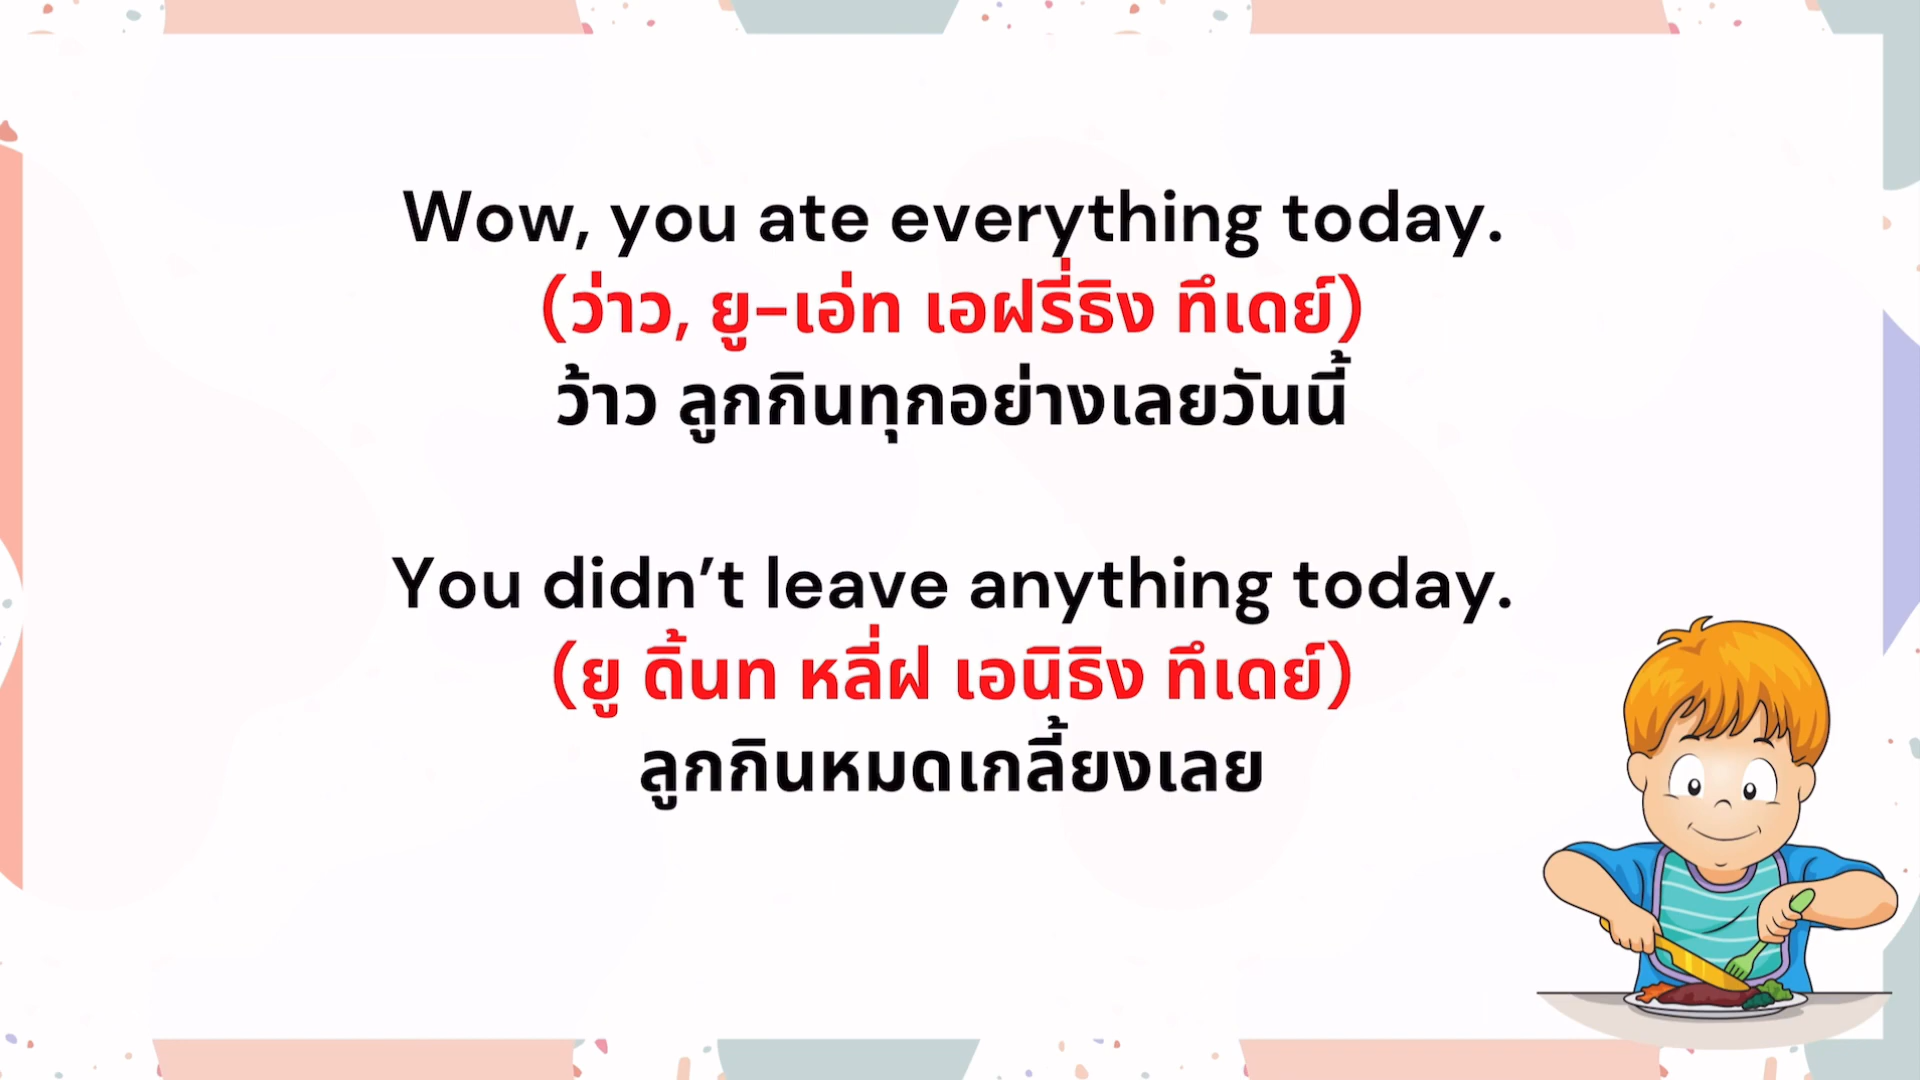 Wow, you ate everything today.
(ว่าว, ยู-เอ่ท เอฝรี่ธิง ทึเดย์)
ว้าว ลูกกินทุกอย่างเลยวันนี้
You didn’t leave anything today.
(ยู ดิ้นท หลี่ฝ เอนิธิง ทึเดย์)
ลูกกินหมดเกลี้ยงเลย